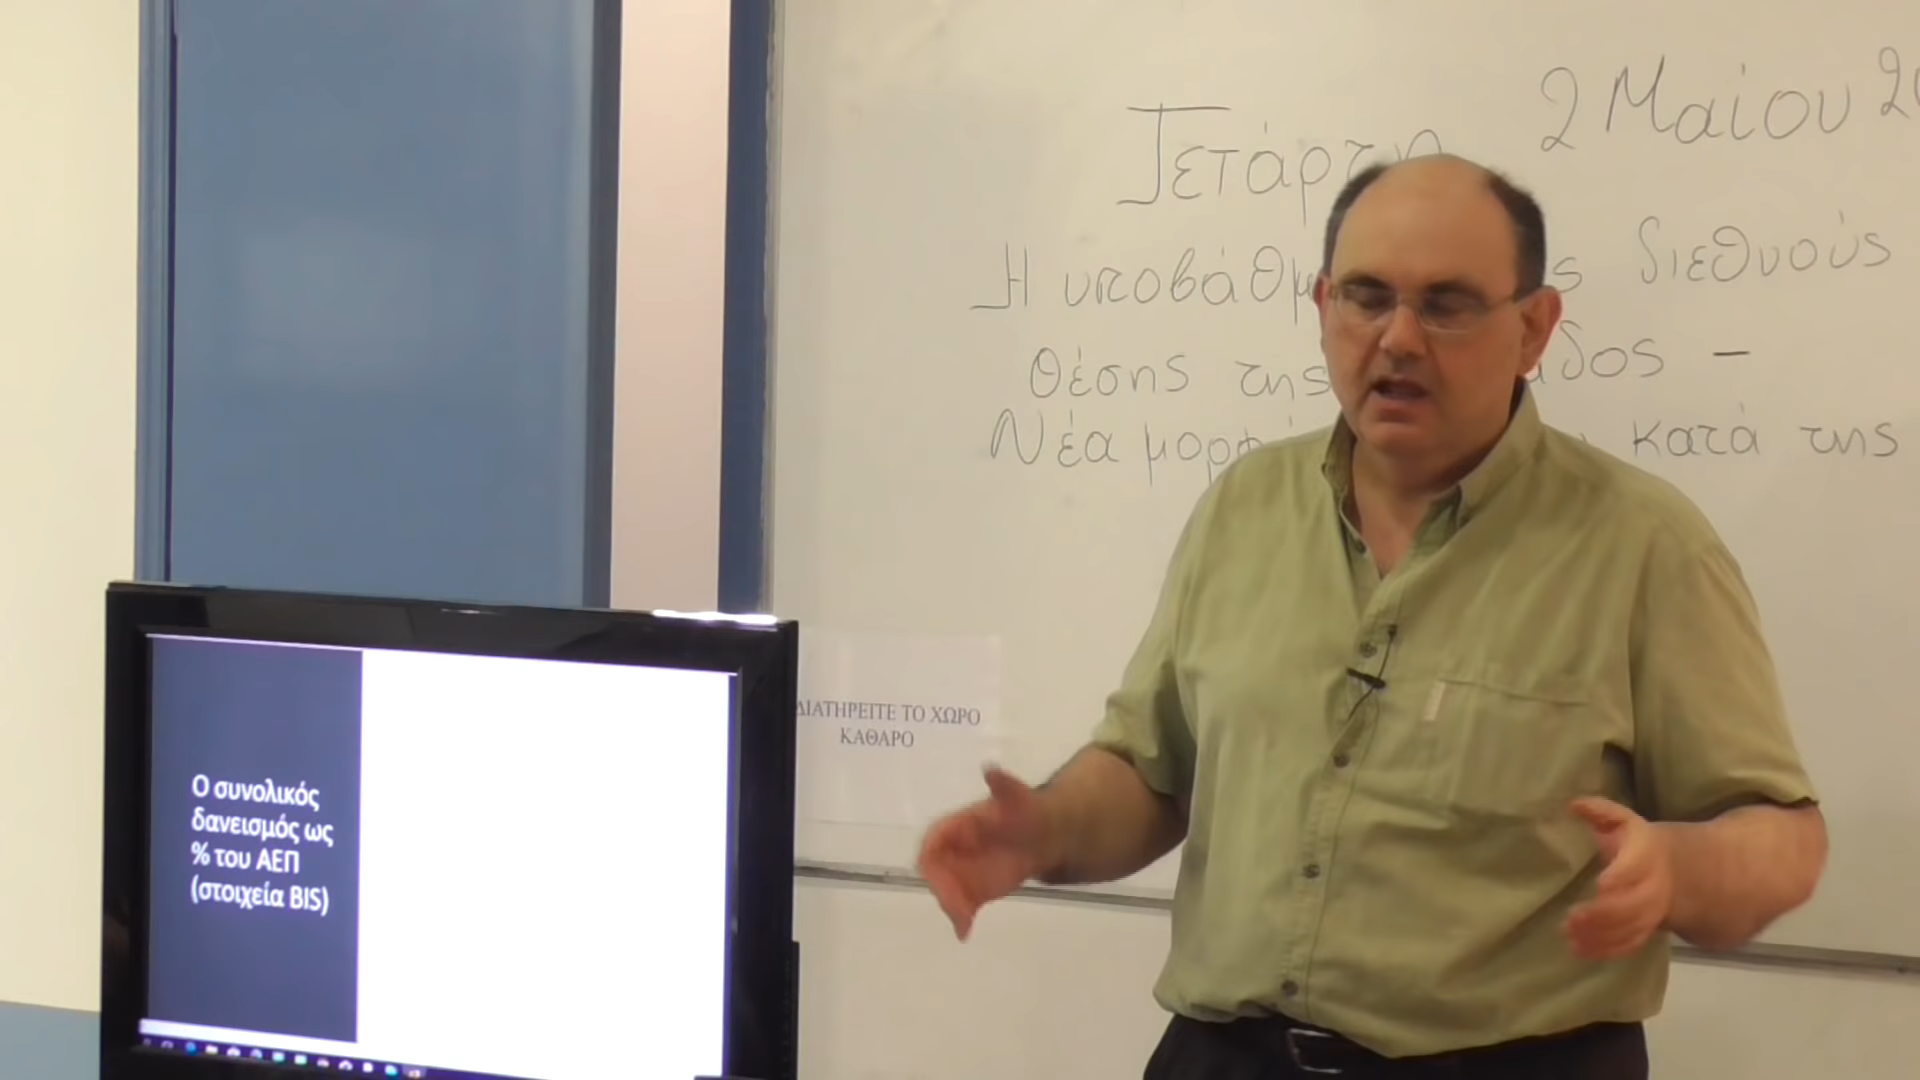 Τετάρτη 2 Μαίου
Η υποβάθμ ς διεθνούς
θέσης της δος –
Νέα μορφ κατά της
ΔΙΑΤΗΡΕΙΤΕ ΤΟ ΧΩΡΟ
ΚΑΘΑΡΟ
Ο συνολικός
δανεισμός ως
% του ΑΕΠ
(στοιχεία BIS)